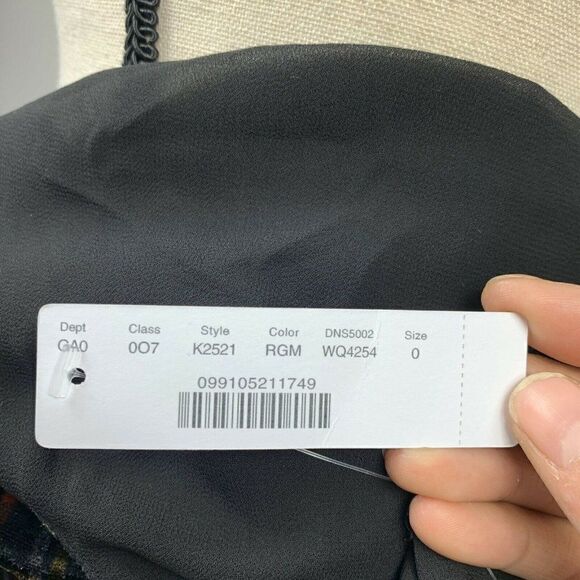 Dept Class Style Color DNS5002 Size
GA0 0O7 K2521 RGM WQ4254 0
099105211749